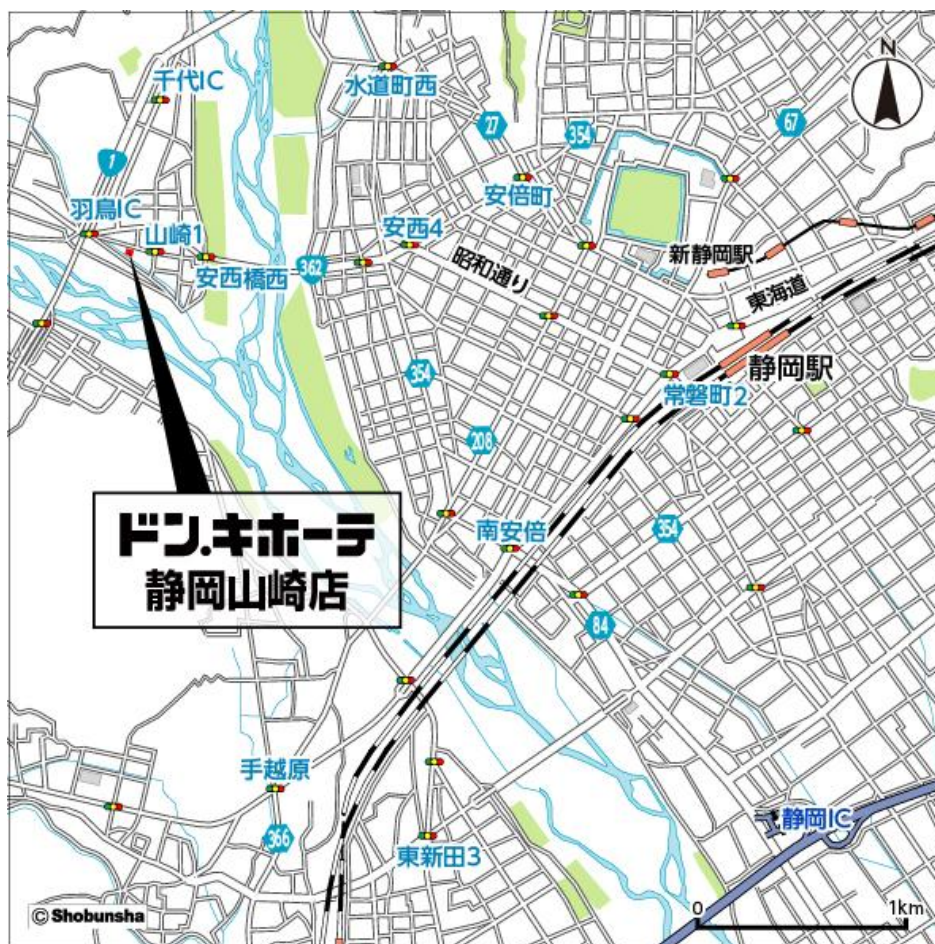 N
千代IC
水道町西
27
354
67
1
羽鳥IC
山崎1
安倍町
安西4
安西橋西
362
昭和通り
新静岡駅
東海道
静岡駅
常磐町2
354
208
ドン.キホーテ
静岡山崎店
南安倍
354
84
手越原
366
東新田3
静岡IC
© Shobunsha
0
1km